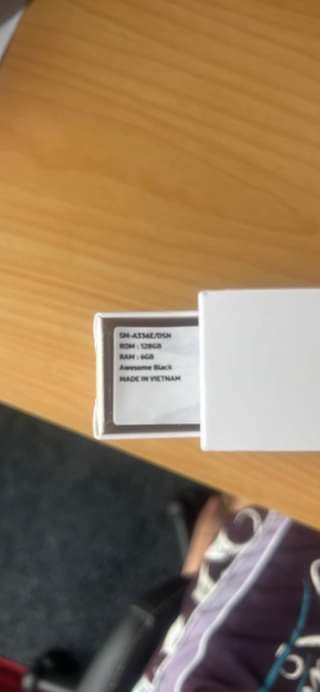 SM-A336E/DSN
ROM : 128GB
RAM : 6GB
Awesome Black
MADE IN VIETNAM